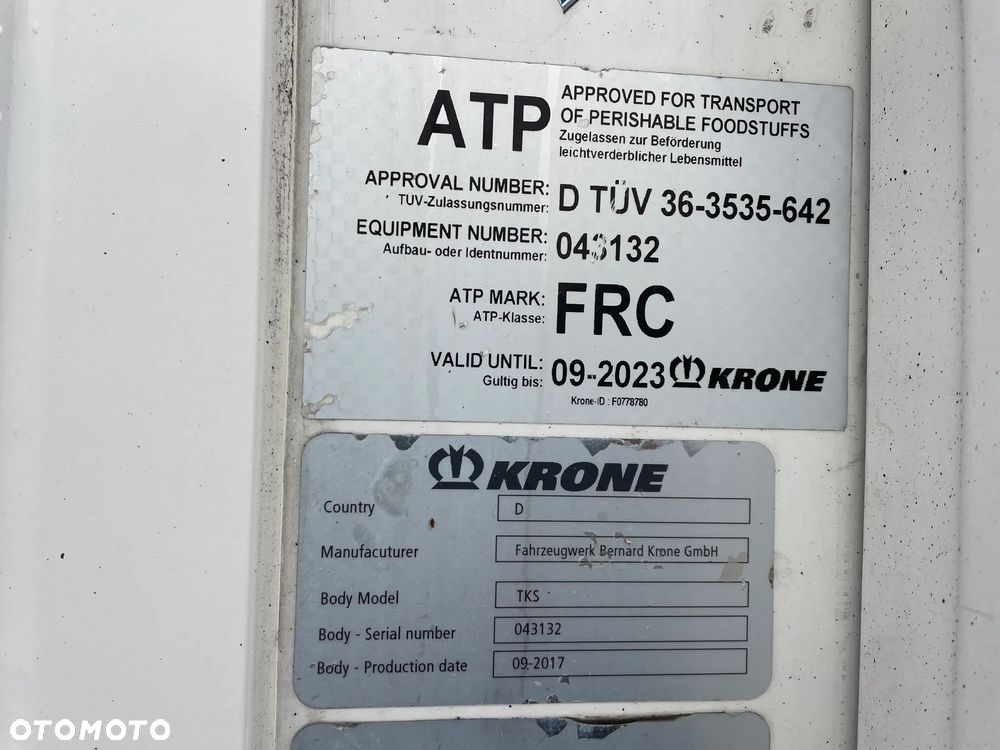 ATP APPROVED FOR TRANSPORT
OF PERISHABLE FOODSTUFFS
Zugelassen zur Beförderung
leichtverderblicher Lebensmittel
APPROVAL NUMBER: D TÜV 36-3535-642
TUV-Zulassungsnummer:
EQUIPMENT NUMBER: 043132
Aufbau- oder Identnummer:
ATP MARK: FRC
ATP-Klasse:
VALID UNTIL: 09-2023 KRONE
Gultig bis:
Krone-ID : F0778780
KRONE
Country D
Manufacuturer Fahrzeugwerk Bernard Krone GmbH
Body Model TKS
Body - Serial number 043132
Body - Production date 09-2017
OTOMOTO